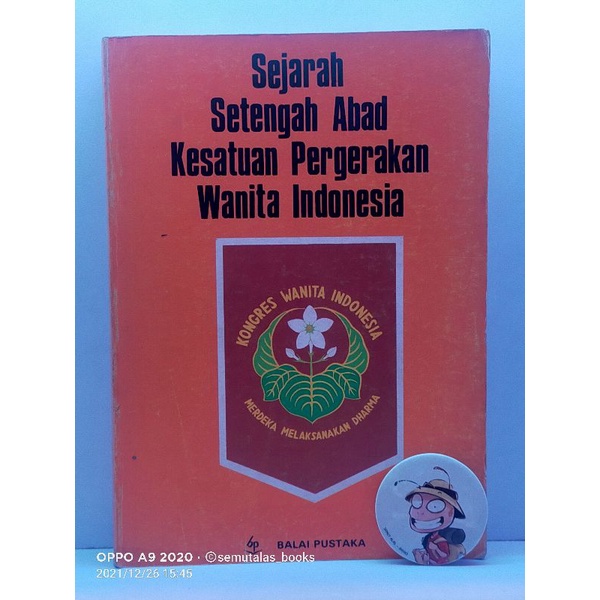 Sejarah
Setengah Abad
Kesatuan Pergerakan
Wanita Indonesia
KONGRES WANITA INDONESIA
MERDEKA MELAKSANAKAN DHARMA
bp BALAI PUSTAKA
OPPO A9 2020 · ©semutalas_books
2021/12/26 15:45